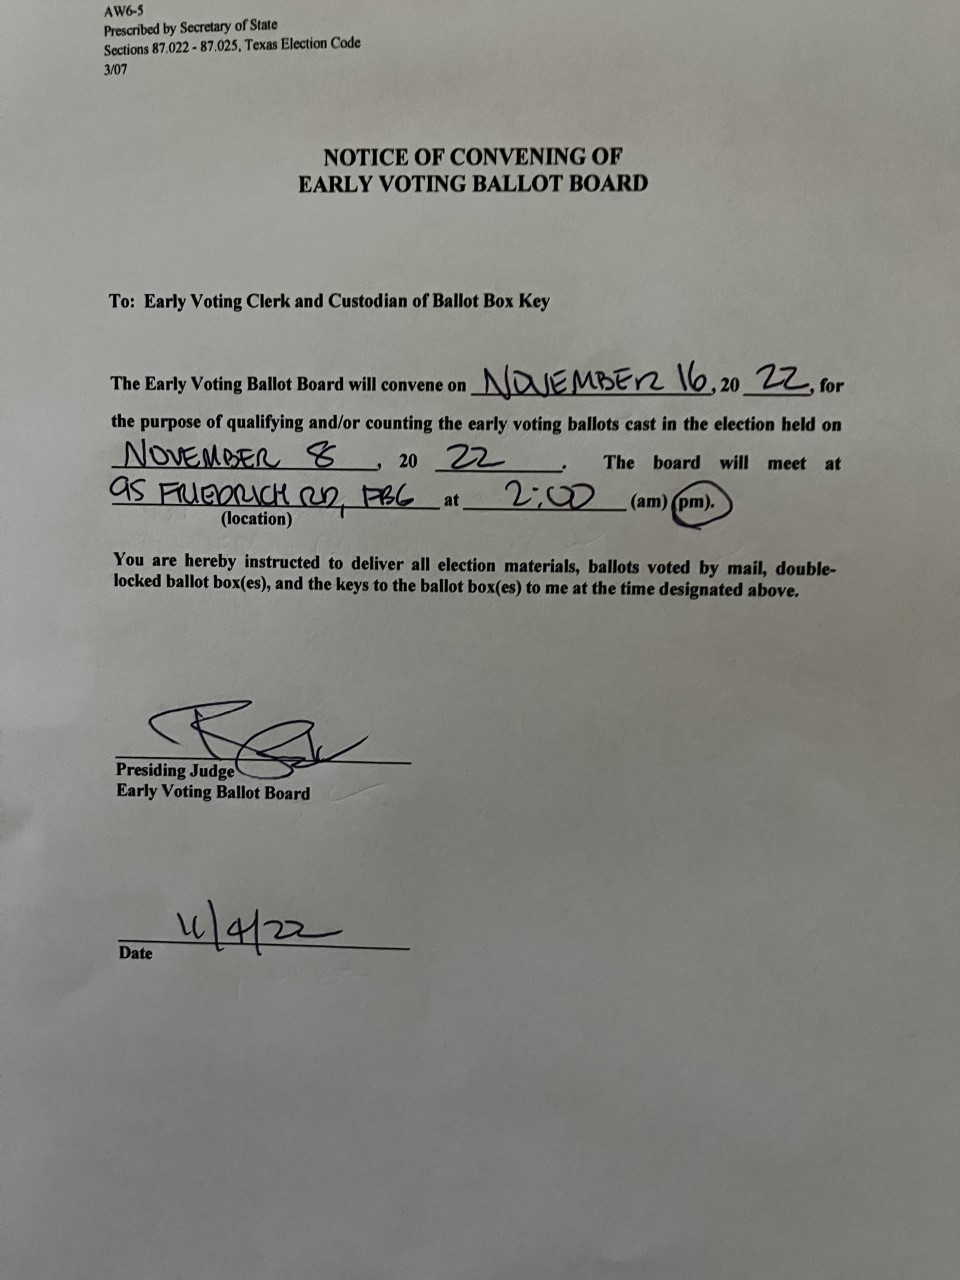 AW6-5
Prescribed by Secretary of State
Sections 87.022 - 87.025, Texas Election Code
3/07
NOTICE OF CONVENING OF
EARLY VOTING BALLOT BOARD
To: Early Voting Clerk and Custodian of Ballot Box Key
The Early Voting Ballot Board will convene on NOVEMBER 16, 20 22, for
the purpose of qualifying and/or counting the early voting ballots cast in the election held on
NOVEMBER 8, 20 22. The board will meet at
95 FRIEDRICH RD, FBG at 2:00 (am) (pm).
(location)
You are hereby instructed to deliver all election materials, ballots voted by mail, double-
locked ballot box(es), and the keys to the ballot box(es) to me at the time designated above.
Presiding Judge
Early Voting Ballot Board
11/4/22
Date